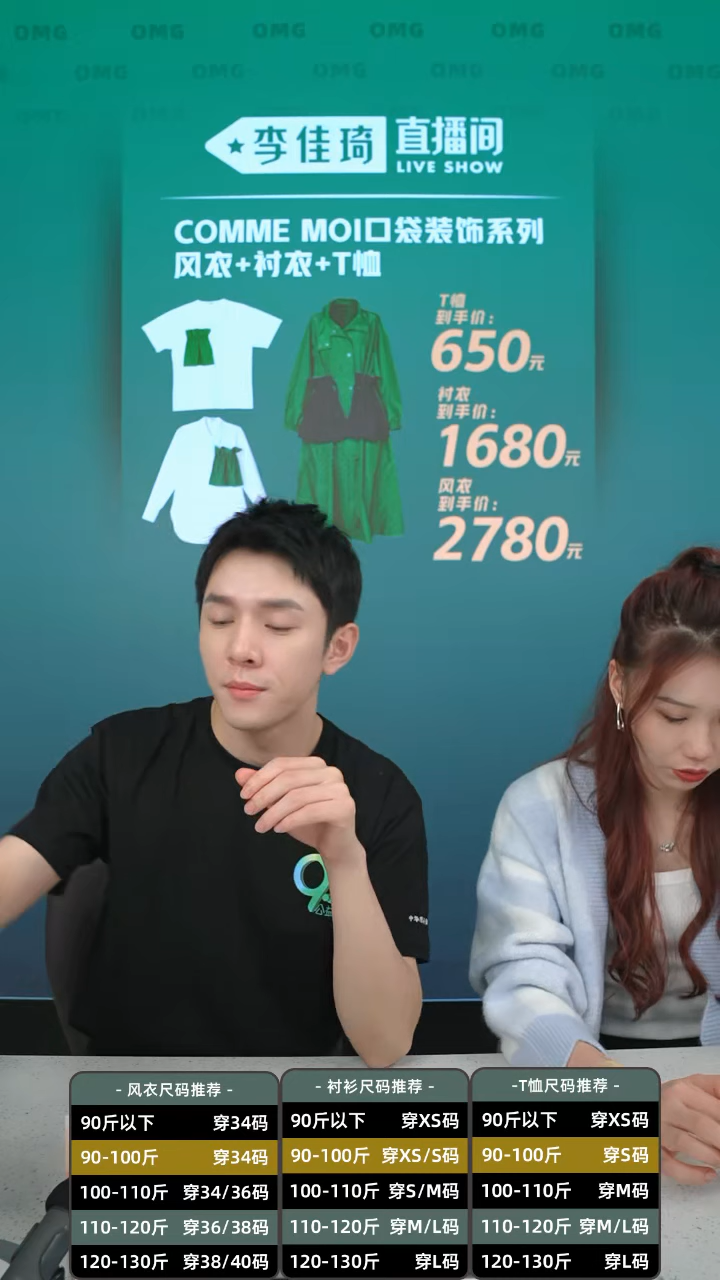 OMG OMG OMG OMG OMG OMG
OMG OMG OMG OMG OMG OMG
李佳琦 直播间
LIVE SHOW
COMME MOI口袋装饰系列
风衣+衬衣+T恤
T恤
到手价：
650元
衬衣
到手价：
1680元
风衣
到手价：
2780元
公益
- 风衣尺码推荐 -
90斤以下 穿34码
90-100斤 穿34码
100-110斤 穿34/36码
110-120斤 穿36/38码
120-130斤 穿38/40码
- 衬衫尺码推荐 -
90斤以下 穿XS码
90-100斤 穿XS/S码
100-110斤 穿S/M码
110-120斤 穿M/L码
120-130斤 穿L码
-T恤尺码推荐 -
90斤以下 穿XS码
90-100斤 穿S码
100-110斤 穿M码
110-120斤 穿M/L码
120-130斤 穿L码